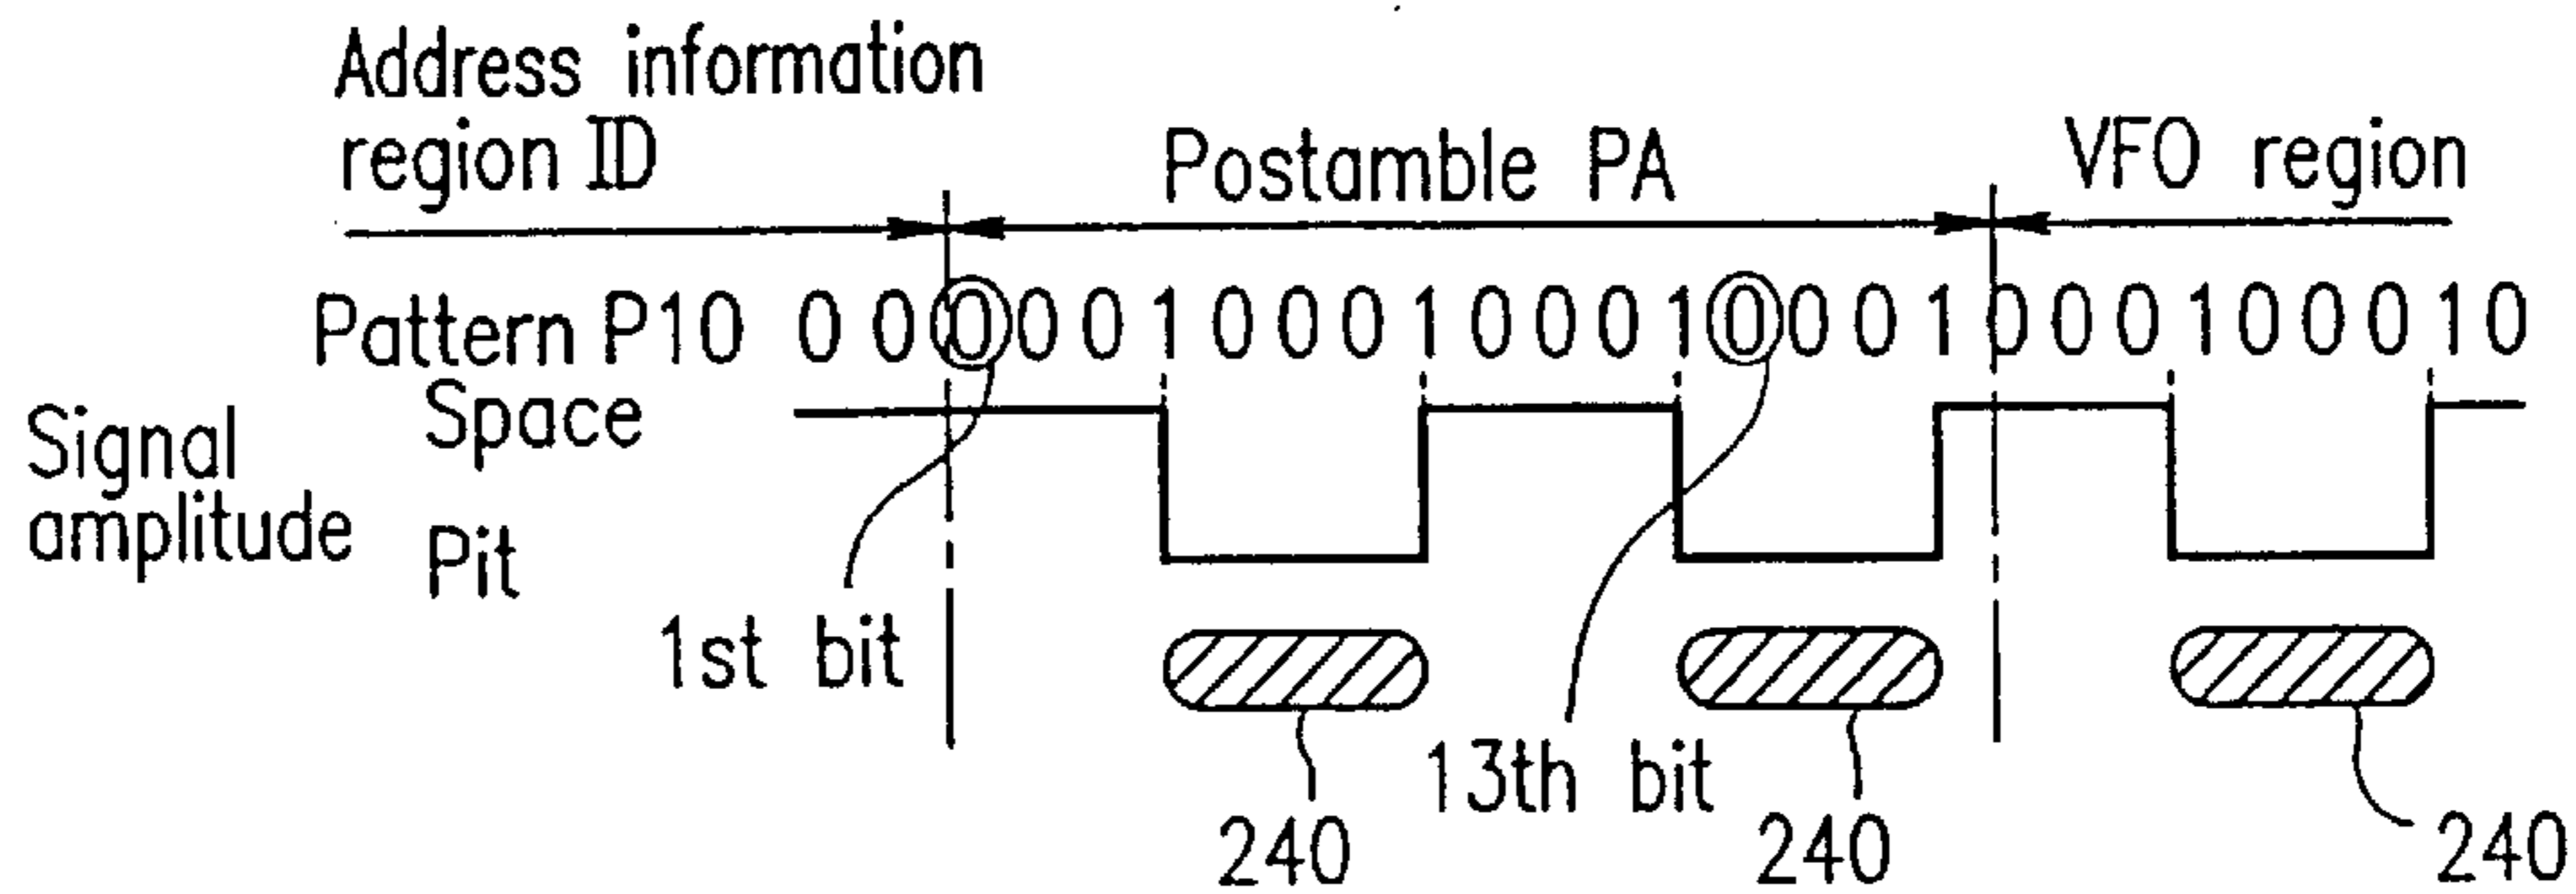 Address information
region ID
Postamble PA
VFO region
Pattern P10 0 0 0 0 0 1 0 0 0 1 0 0 0 1 0 0 0 1 0 0 0 1 0 0 0 1 0
Signal
amplitude
Space
Pit
1st bit
13th bit
240
240
240